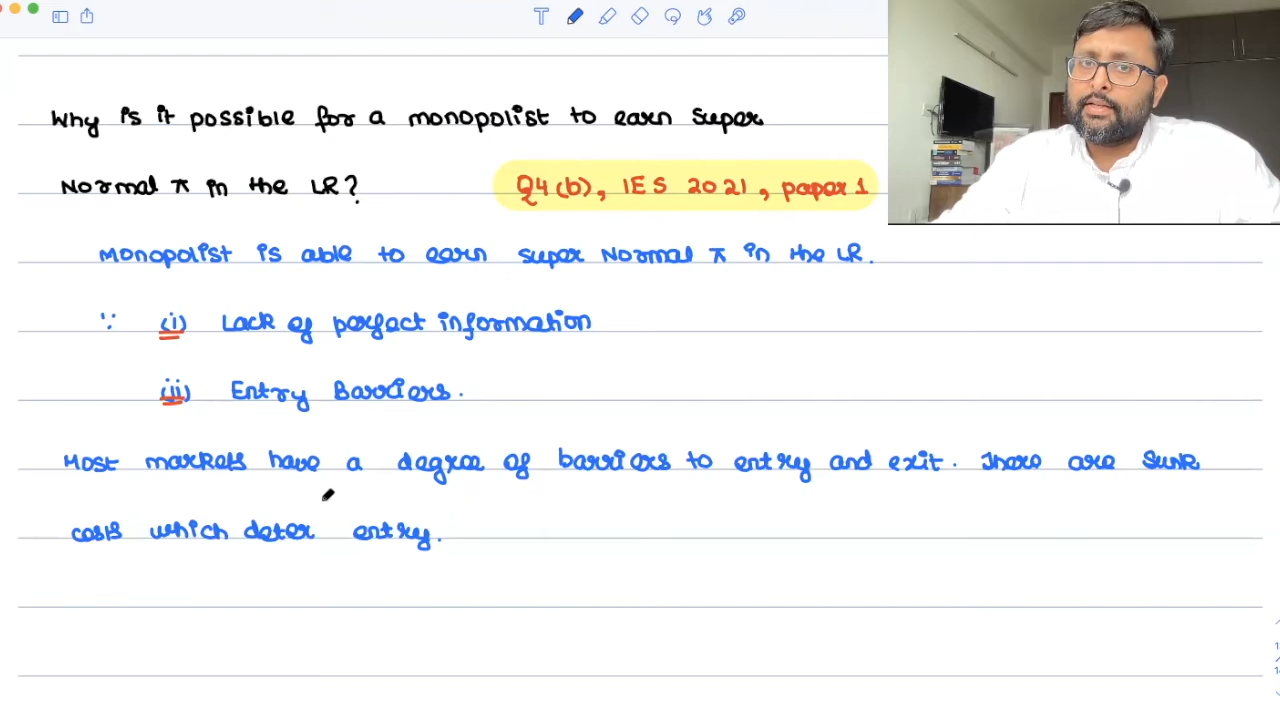 Why is it possible for a monopolist to earn super
Normal π in the LR?
Q4(b), IES 2021, paper 1
Monopolist is able to earn super Normal π in the LR.
∵ (i) Lack of perfect information
(ii) Entry Barriers.
Most markets have a degree of barriers to entry and exit. There are sunk
costs which deter entry.